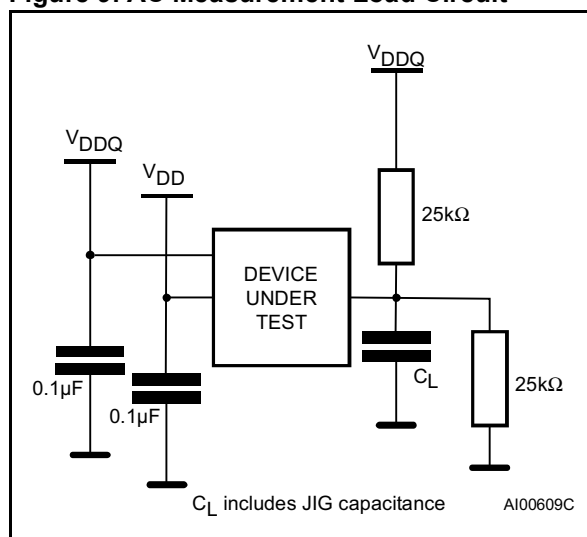 Figure AC Measurement Load Circuit
VDDQ
VDDQ
VDD
25kΩ
DEVICE
UNDER
TEST
0.1µF
0.1µF
CL
25kΩ
CL includes JIG capacitance
AI00609C